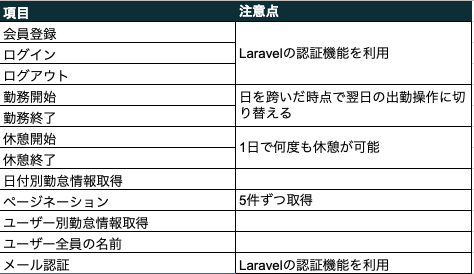 項目 注意点
会員登録
ログイン Laravelの認証機能を利用
ログアウト
勤務開始 日を跨いだ時点で翌日の出勤操作に切
勤務終了 り替える
休憩開始 1日で何度も休憩が可能
休憩終了
日付別勤怠情報取得
ページネーション 5件ずつ取得
ユーザー別勤怠情報取得
ユーザー全員の名前
メール認証 Laravelの認証機能を利用